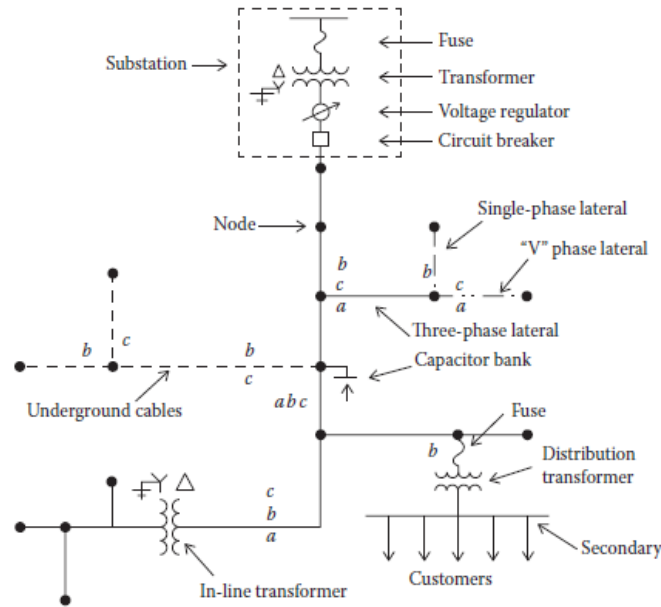 Fuse
Substation
Δ
Transformer
Voltage regulator
Circuit breaker
Single-phase lateral
Node
"V" phase lateral
b
b
c
c
a
a
Three-phase lateral
b
c
b
c
Capacitor bank
Underground cables
a b c
Fuse
b
Distribution
transformer
Δ
c
b
a
Secondary
In-line transformer
Customers